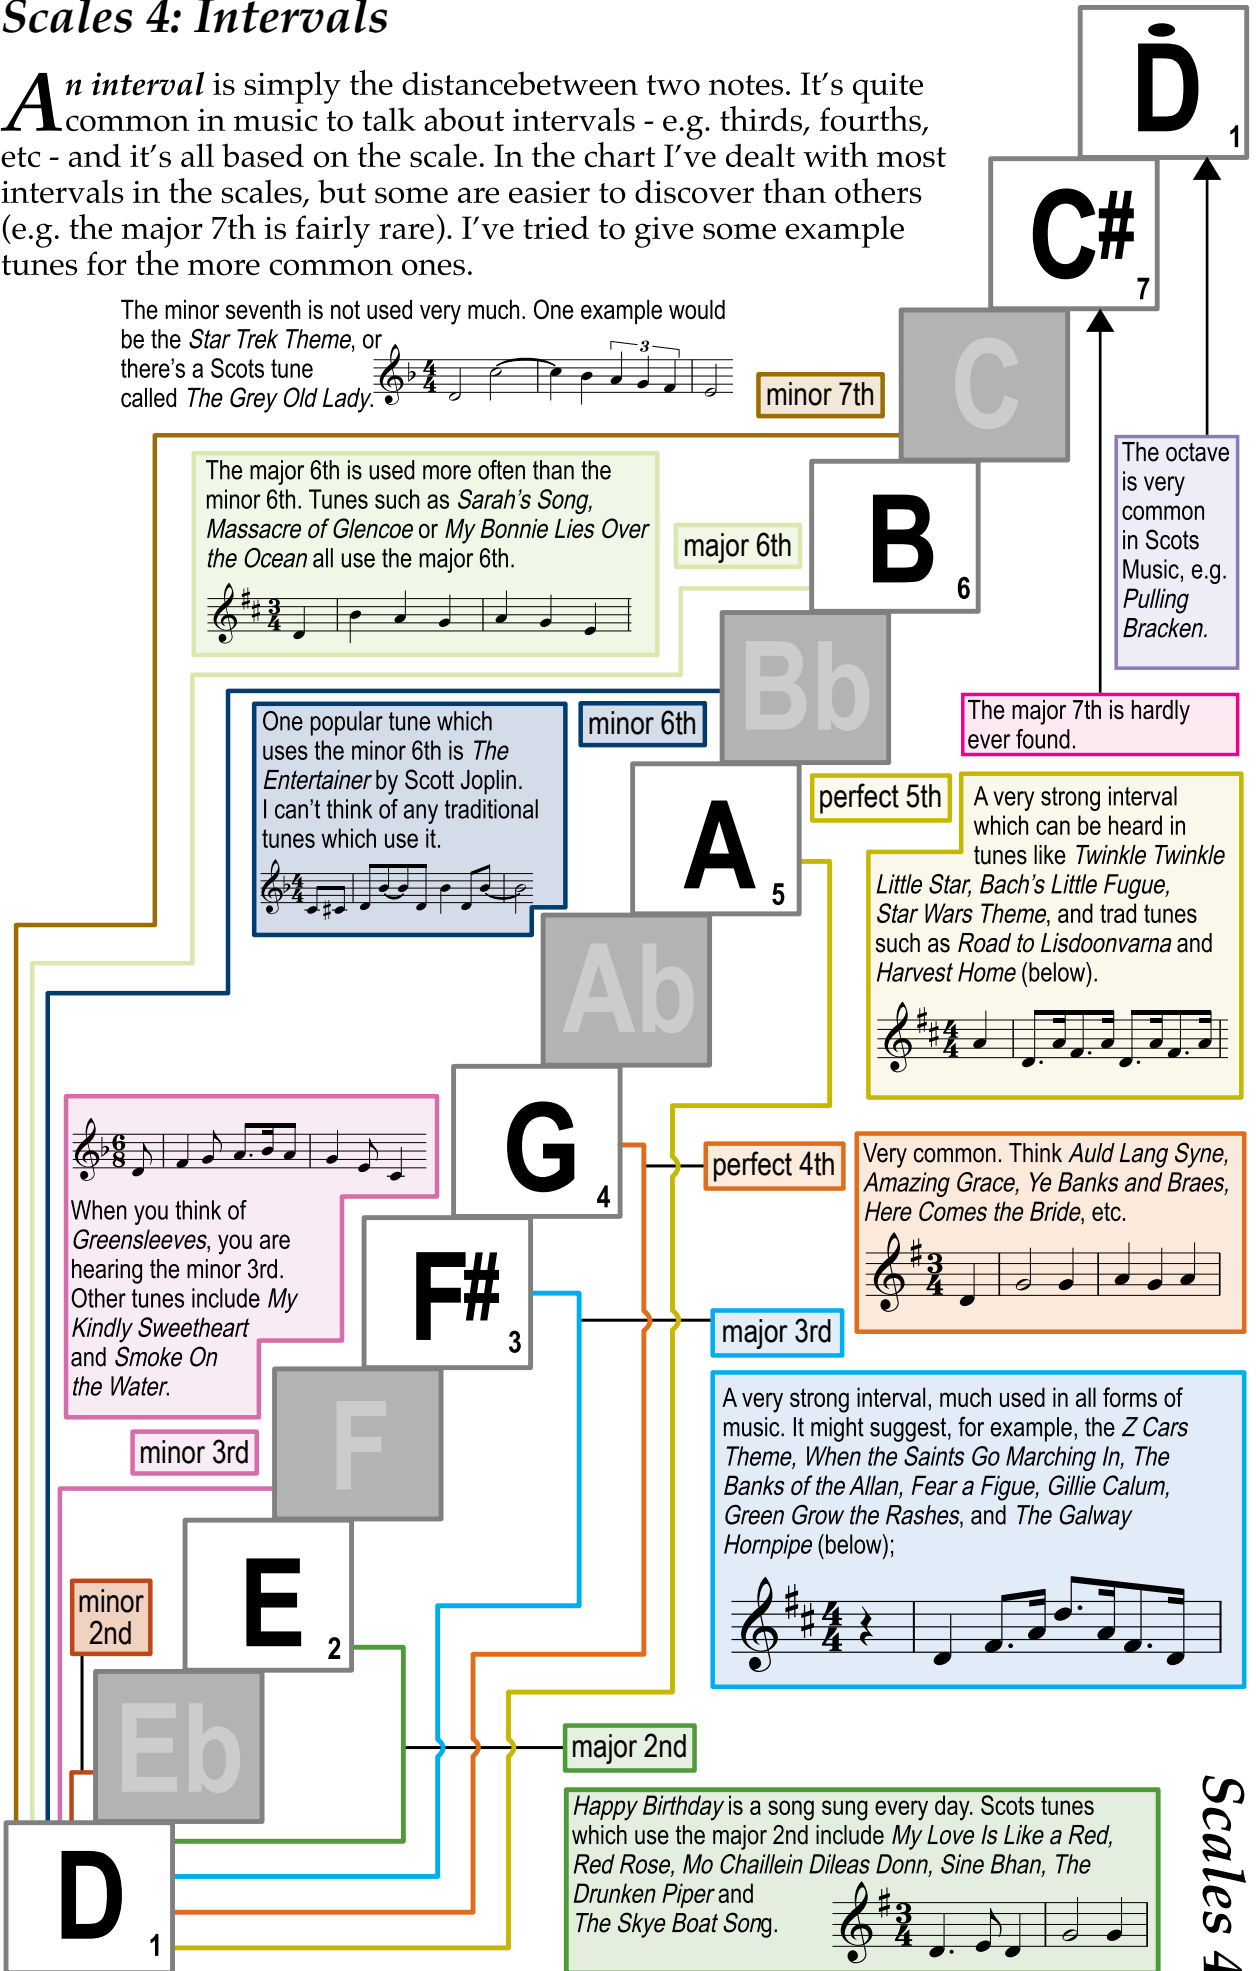 Scales 4: Intervals
An interval is simply the distancebetween two notes. It's quite
common in music to talk about intervals - e.g. thirds, fourths,
etc - and it's all based on the scale. In the chart I've dealt with most
intervals in the scales, but some are easier to discover than others
(e.g. the major 7th is fairly rare). I've tried to give some example
tunes for the more common ones.
D
1
C#
7
The minor seventh is not used very much. One example would
be the Star Trek Theme, or
there's a Scots tune
called The Grey Old Lady.
4
4
3
minor 7th
C
The octave
is very
common
in Scots
Music, e.g.
Pulling
Bracken.
The major 6th is used more often than the
minor 6th. Tunes such as Sarah's Song,
Massacre of Glencoe or My Bonnie Lies Over
the Ocean all use the major 6th.
3
4
major 6th
B
6
The major 7th is hardly
ever found.
Bb
minor 6th
One popular tune which
uses the minor 6th is The
Entertainer by Scott Joplin.
I can't think of any traditional
tunes which use it.
4
4
A
5
perfect 5th
A very strong interval
which can be heard in
tunes like Twinkle Twinkle
Little Star, Bach's Little Fugue,
Star Wars Theme, and trad tunes
such as Road to Lisdoonvarna and
Harvest Home (below).
4
4
Ab
G
4
perfect 4th
Very common. Think Auld Lang Syne,
Amazing Grace, Ye Banks and Braes,
Here Comes the Bride, etc.
3
4
6
8
When you think of
Greensleeves, you are
hearing the minor 3rd.
Other tunes include My
Kindly Sweetheart
and Smoke On
the Water.
minor 3rd
F#
3
major 3rd
A very strong interval, much used in all forms of
music. It might suggest, for example, the Z Cars
Theme, When the Saints Go Marching In, The
Banks of the Allan, Fear a Figue, Gillie Calum,
Green Grow the Rashes, and The Galway
Hornpipe (below);
4
4
F
E
2
minor
2nd
Eb
major 2nd
Happy Birthday is a song sung every day. Scots tunes
which use the major 2nd include My Love Is Like a Red,
Red Rose, Mo Chaillein Dileas Donn, Sine Bhan, The
Drunken Piper and
The Skye Boat Song.
3
4
D
1
Scales 4